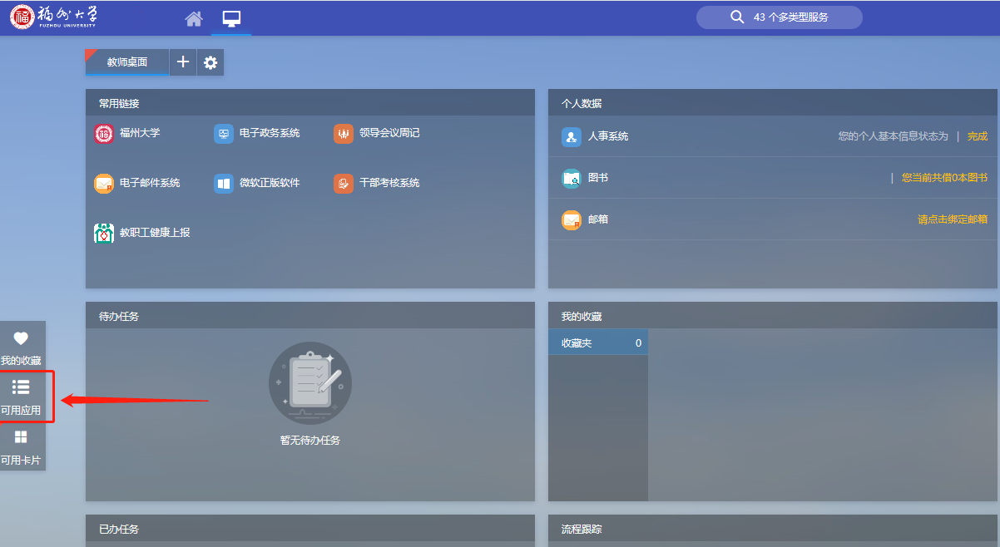 福州大学
FUZHOU UNIVERSITY
43 个多类型服务
教师桌面
常用链接
福州大学
电子政务系统
领导会议周记
电子邮件系统
微软正版软件
干部考核系统
教职工健康上报
个人数据
人事系统
您的个人基本信息状态为 | 完成
图书
| 您当前共借0本图书
邮箱
请点击绑定邮箱
我的收藏
可用应用
可用卡片
待办任务
暂无待办任务
我的收藏
收藏夹 0
已办任务
流程跟踪